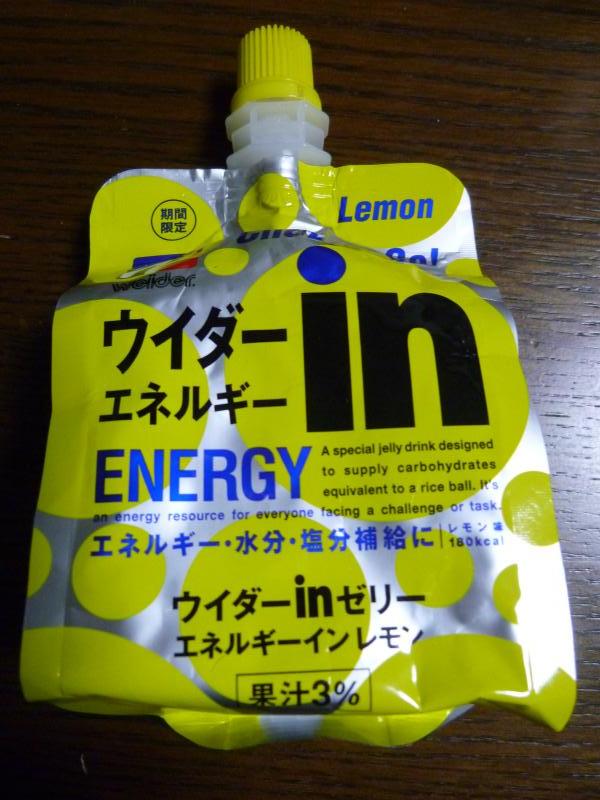 Lemon
期間
限定
weider.
in
ウイダー
エネルギー
ENERGY
A special jelly drink designed
to supply carbohydrates
equivalent to a rice ball. It's
an energy resource for everyone facing a challenge or task.
エネルギー・水分・塩分補給に
レモン味
180kcal
ウイダーinゼリー
エネルギーインレモン
果汁3%